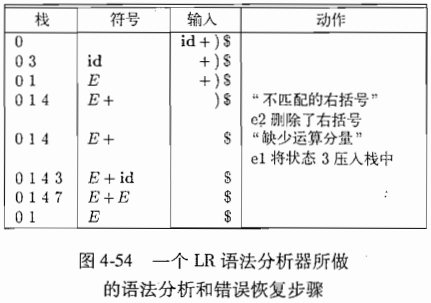 栈 符号 输入 动作
0 id + ) $
0 3 id + ) $
0 1 E + ) $
0 1 4 E + ) $ “不匹配的右括号”
e2 删除了右括号
0 1 4 E + $ “缺少运算分量”
e1 将状态 3 压入栈中
0 1 4 3 E + id $
0 1 4 7 E + E $
0 1 E $
图 4-54 一个 LR 语法分析器所做
的语法分析和错误恢复步骤